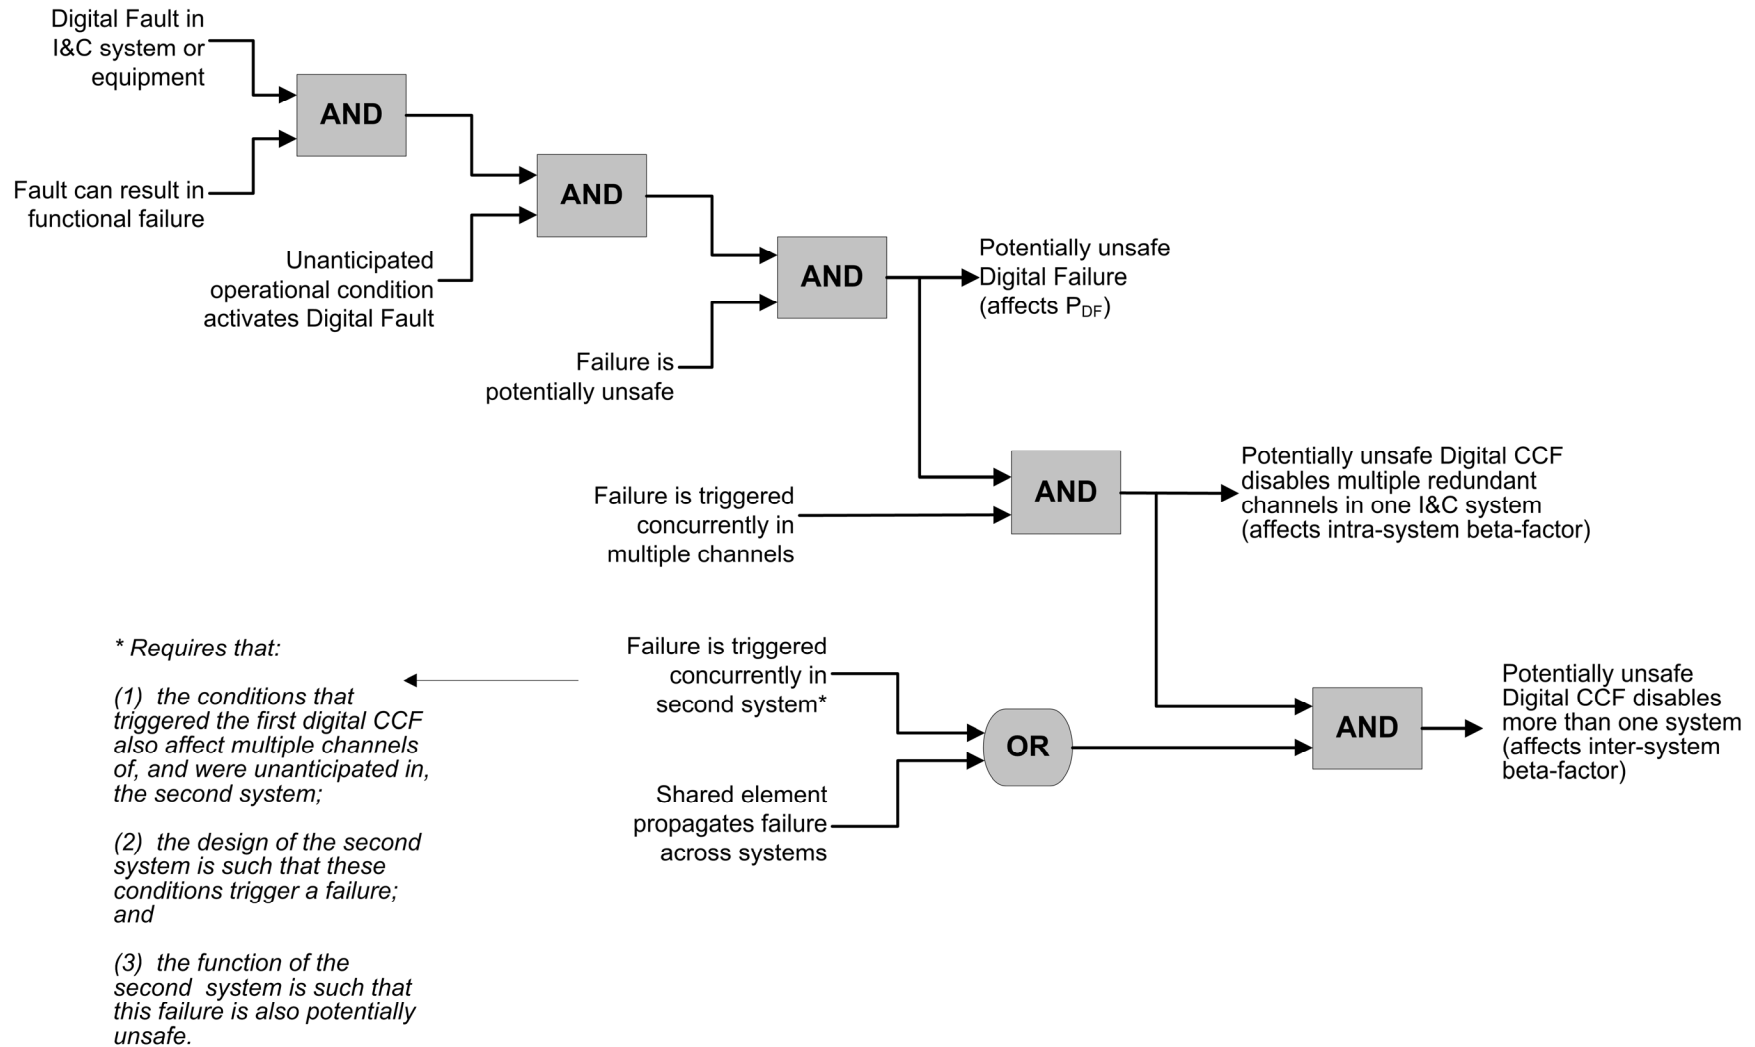 Digital Fault in
I&C system or
equipment
AND
Fault can result in
functional failure
AND
Unanticipated
operational condition
activates Digital Fault
AND
Potentially unsafe
Digital Failure
(affects PDF)
Failure is
potentially unsafe
Failure is triggered
concurrently in
multiple channels
AND
Potentially unsafe Digital CCF
disables multiple redundant
channels in one I&C system
(affects intra-system beta-factor)
* Requires that:
(1) the conditions that
triggered the first digital CCF
also affect multiple channels
of, and were unanticipated in,
the second system;
(2) the design of the second
system is such that these
conditions trigger a failure;
and
(3) the function of the
second system is such that
this failure is also potentially
unsafe.
Failure is triggered
concurrently in
second system*
OR
Shared element
propagates failure
across systems
AND
Potentially unsafe
Digital CCF disables
more than one system
(affects inter-system
beta-factor)